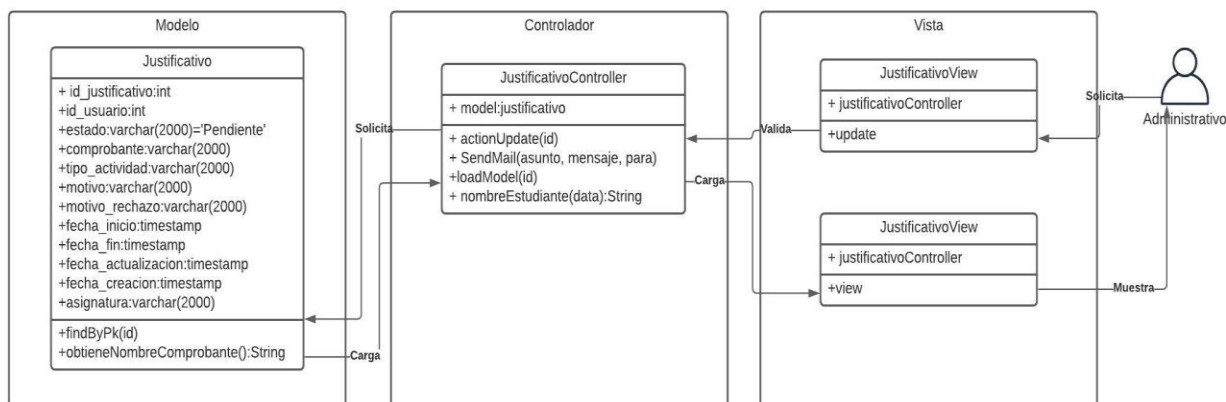 Modelo
Justificativo
+ id_justificativo:int
+id_usuario:int
+estado:varchar(2000)='Pendiente'
+comprobante:varchar(2000)
+tipo_actividad:varchar(2000)
+motivo:varchar(2000)
+motivo_rechazo:varchar(2000)
+fecha_inicio:timestamp
+fecha_fin:timestamp
+fecha_actualizacion:timestamp
+fecha_creacion:timestamp
+asignatura:varchar(2000)
+findByPk(id)
+obtieneNombreComprobante():String
Solicita
Carga
Controlador
JustificativoController
+ model:justificativo
+ actionUpdate(id)
+ SendMail(asunto, mensaje, para)
+loadModel(id)
+ nombreEstudiante(data):String
Valida
Carga
Vista
JustificativoView
+ justificativoController
+update
JustificativoView
+ justificativoController
+view
Solicita
Muestra
Administrativo